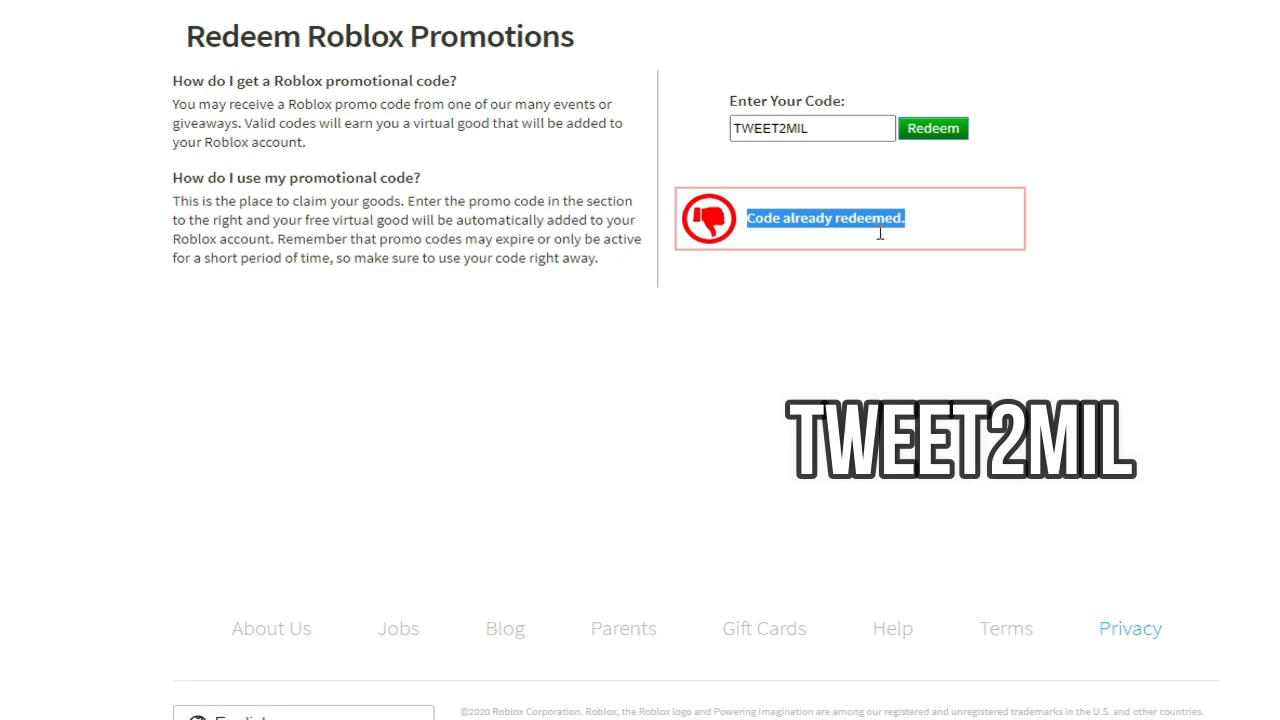 Redeem Roblox Promotions
How do I get a Roblox promotional code?
You may receive a Roblox promo code from one of our many events or
giveaways. Valid codes will earn you a virtual good that will be added to
your Roblox account.
How do I use my promotional code?
This is the place to claim your goods. Enter the promo code in the section
to the right and your free virtual good will be automatically added to your
Roblox account. Remember that promo codes may expire or only be active
for a short period of time, so make sure to use your code right away.
Enter Your Code:
TWEET2MIL Redeem
Code already redeemed.
TWEET2MIL
About Us Jobs Blog Parents Gift Cards Help Terms Privacy
English
©2020 Roblox Corporation. Roblox, the Roblox logo and Powering Imagination are among our registered and unregistered trademarks in the U.S. and other countries.